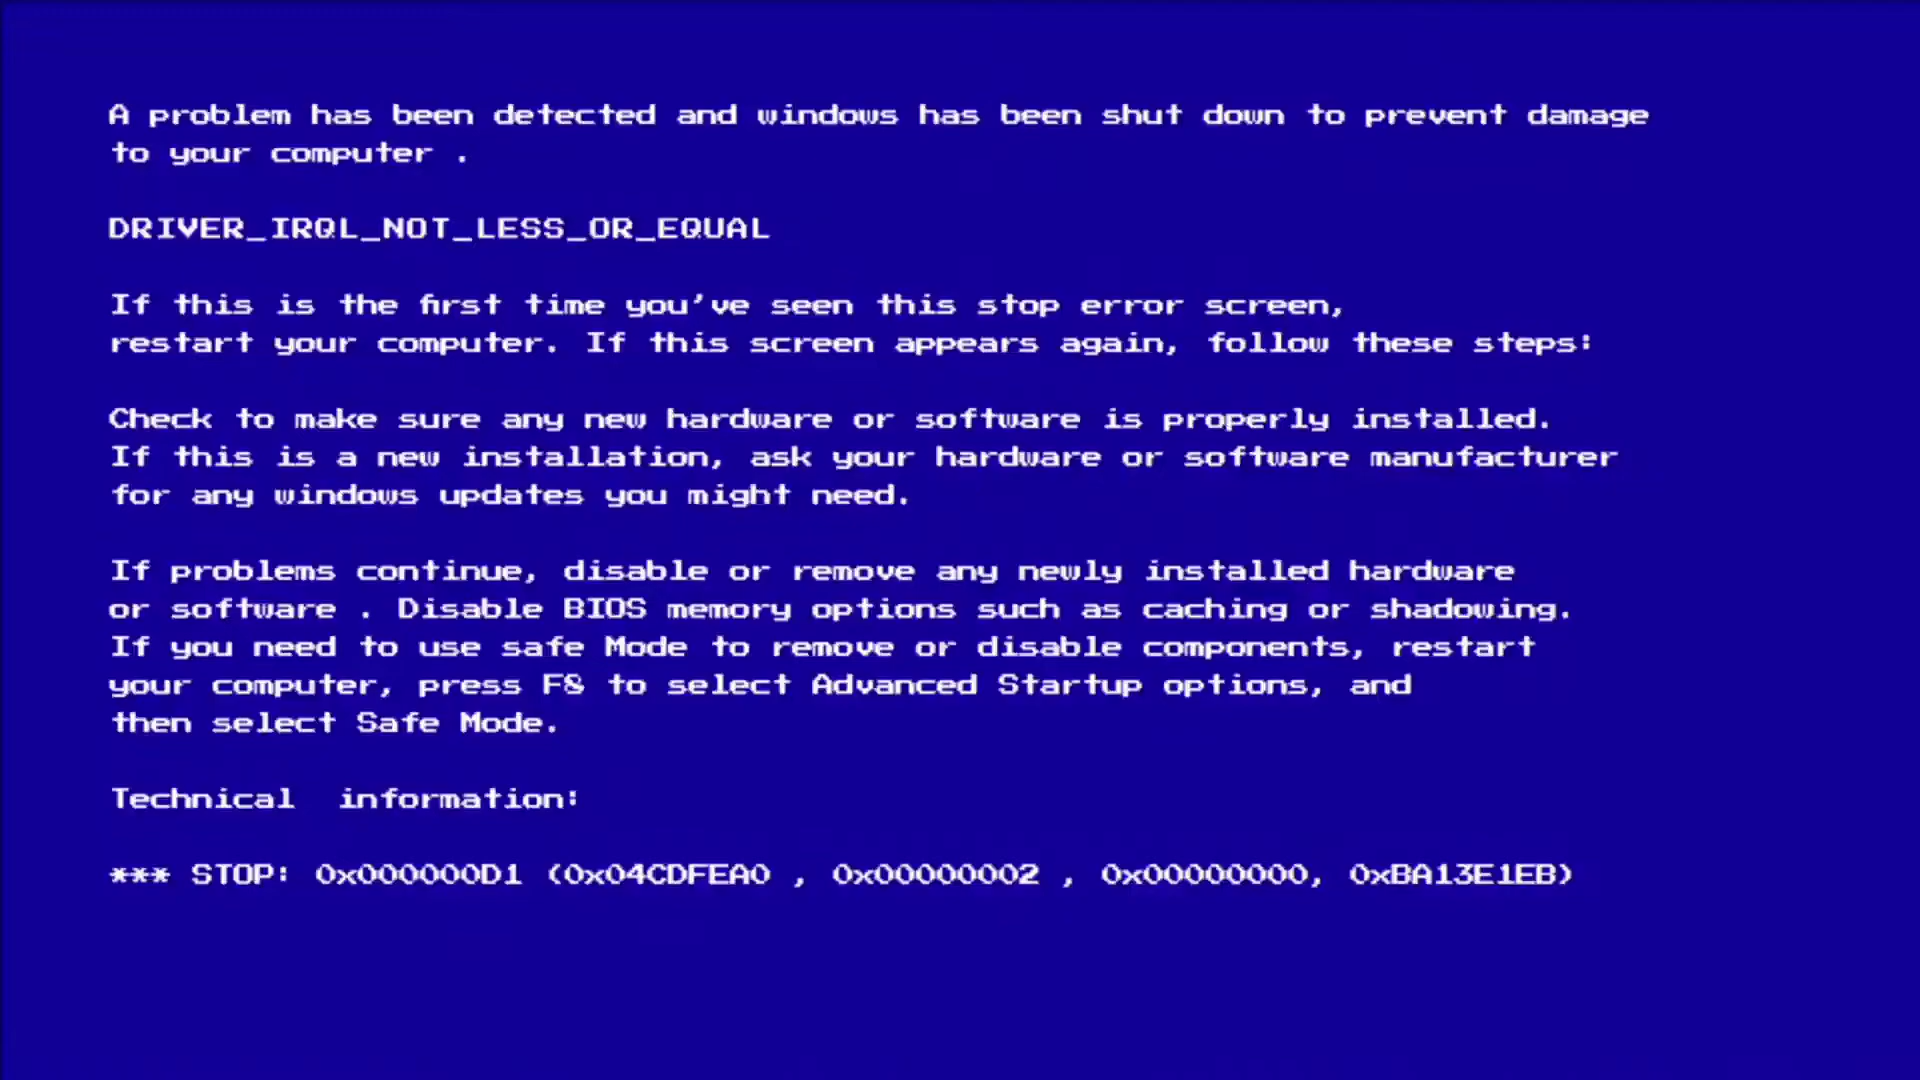 A problem has been detected and windows has been shut down to prevent damage
to your computer .
DRIVER_IRQL_NOT_LESS_OR_EQUAL
If this is the first time you've seen this stop error screen,
restart your computer. If this screen appears again, follow these steps:
Check to make sure any new hardware or software is properly installed.
If this is a new installation, ask your hardware or software manufacturer
for any windows updates you might need.
If problems continue, disable or remove any newly installed hardware
or software . Disable BIOS memory options such as caching or shadowing.
If you need to use safe Mode to remove or disable components, restart
your computer, press F& to select Advanced Startup options, and
then select Safe Mode.
Technical  information:
*** STOP: 0x000000D1 (0x04CDFEA0 , 0x00000002 , 0x00000000, 0xBA13E1EB)